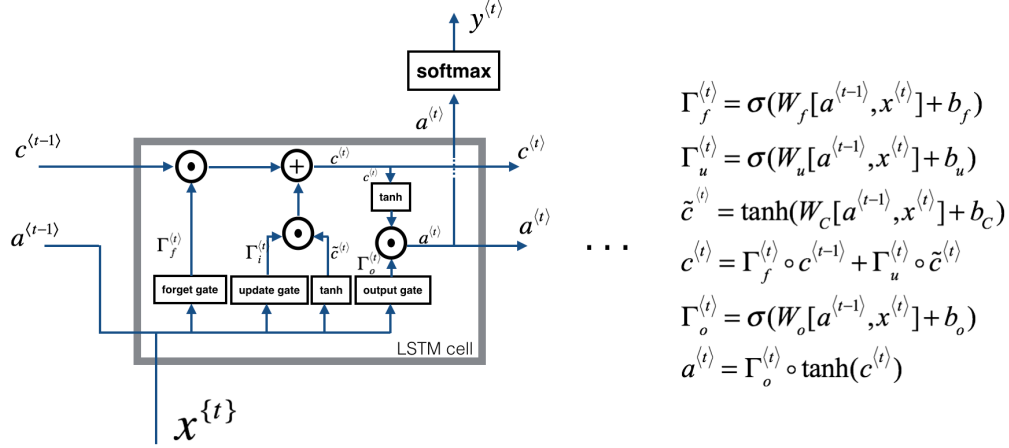 y⟨t⟩
softmax
a⟨t⟩
c⟨t−1⟩
c⟨t⟩
c⟨t⟩
c⟨t⟩
tanh
a⟨t−1⟩
Γf⟨t⟩
Γi⟨t⟩
c̃⟨t⟩
Γo⟨t⟩
a⟨t⟩
a⟨t⟩
forget gate
update gate
tanh
output gate
LSTM cell
x{t}
. . .
Γf⟨t⟩ = σ(Wf[a⟨t−1⟩, x⟨t⟩] + bf)
Γu⟨t⟩ = σ(Wu[a⟨t−1⟩, x⟨t⟩] + bu)
c̃⟨t⟩ = tanh(WC[a⟨t−1⟩, x⟨t⟩] + bC)
c⟨t⟩ = Γf⟨t⟩ ∘ c⟨t−1⟩ + Γu⟨t⟩ ∘ c̃⟨t⟩
Γo⟨t⟩ = σ(Wo[a⟨t−1⟩, x⟨t⟩] + bo)
a⟨t⟩ = Γo⟨t⟩ ∘ tanh(c⟨t⟩)